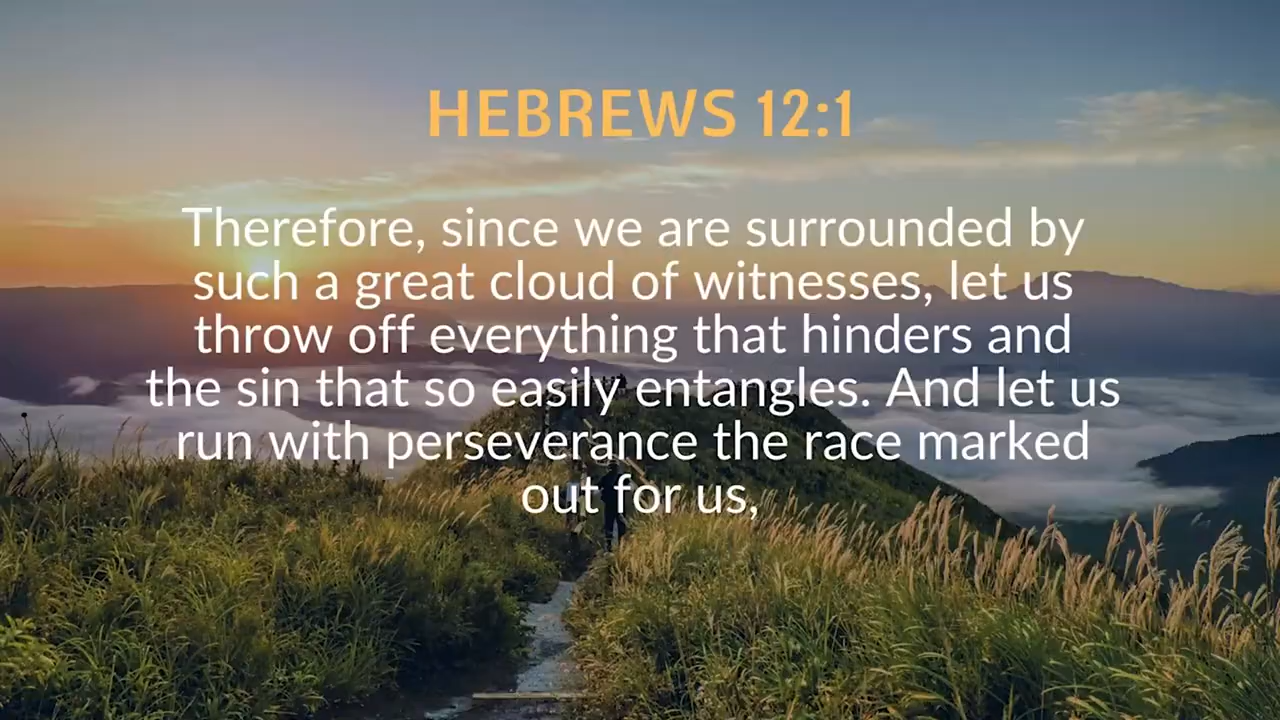 HEBREWS 12:1
Therefore, since we are surrounded by
such a great cloud of witnesses, let us
throw off everything that hinders and
the sin that so easily entangles. And let us
run with perseverance the race marked
out for us,